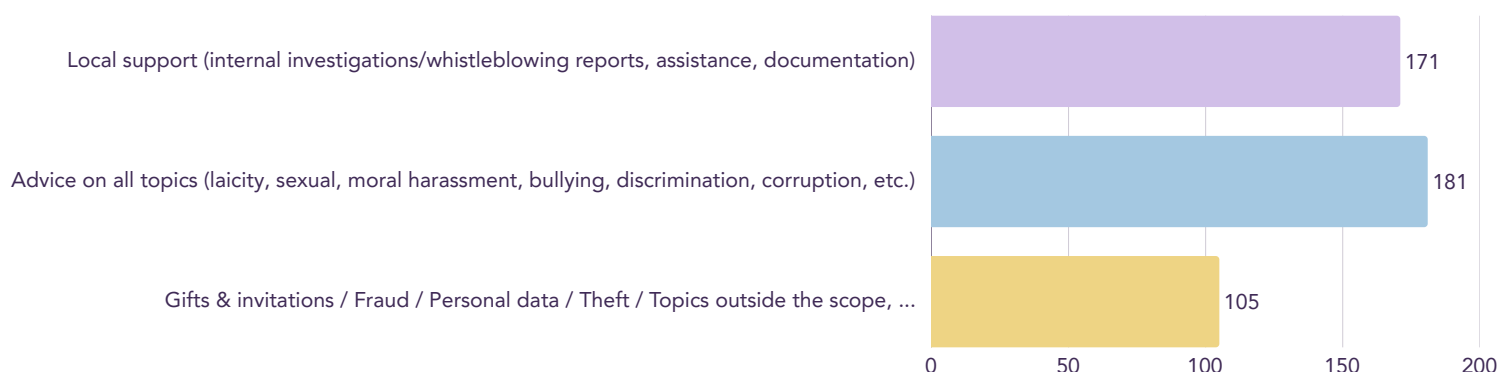 Local support (internal investigations/whistleblowing reports, assistance, documentation)
171
Advice on all topics (laicity, sexual, moral harassment, bullying, discrimination, corruption, etc.)
181
Gifts & invitations / Fraud / Personal data / Theft / Topics outside the scope, ...
105
0 50 100 150 200